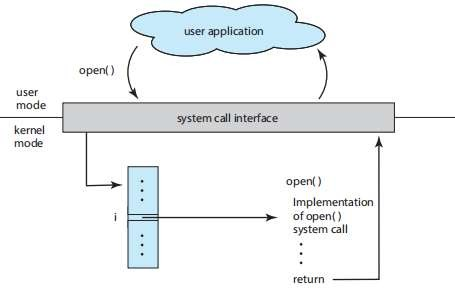 user application
open( )
user
mode
system call interface
kernel
mode
open( )
i
Implementation
of open( )
system call
return